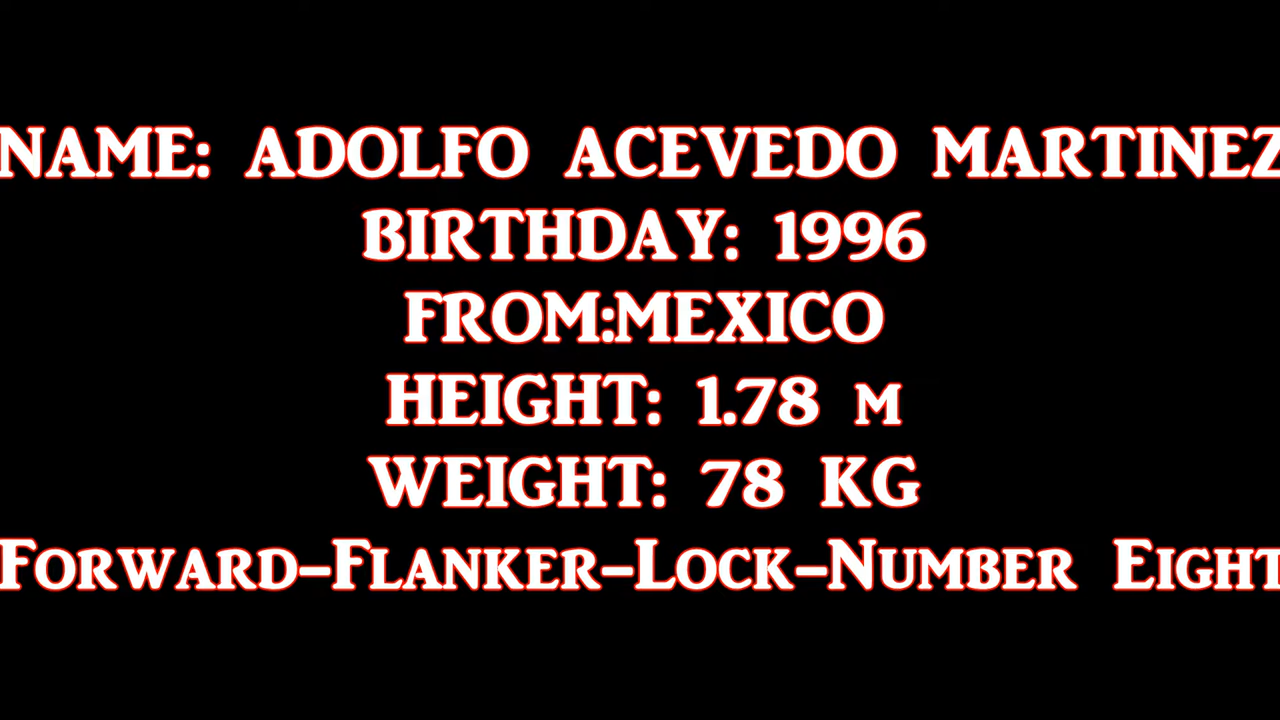 NAME: ADOLFO ACEVEDO MARTINEZ
BIRTHDAY: 1996
FROM:MEXICO
HEIGHT: 1.78 M
WEIGHT: 78 KG
Forward-Flanker-Lock-Number Eight